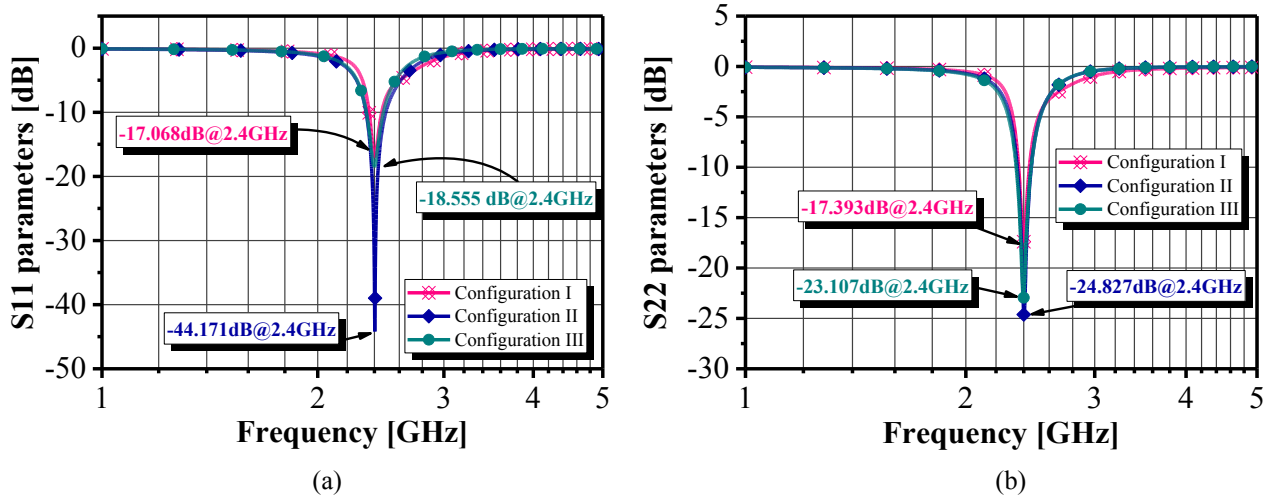 S11 parameters [dB]
0
-10
-20
-30
-40
-50
-17.068dB@2.4GHz
-18.555 dB@2.4GHz
-44.171dB@2.4GHz
Configuration I
Configuration II
Configuration III
1
2
3
4
5
Frequency [GHz]
(a)
S22 parameters [dB]
5
0
-5
-10
-15
-20
-25
-30
Configuration I
Configuration II
Configuration III
-17.393dB@2.4GHz
-23.107dB@2.4GHz
-24.827dB@2.4GHz
1
2
3
4
5
Frequency [GHz]
(b)